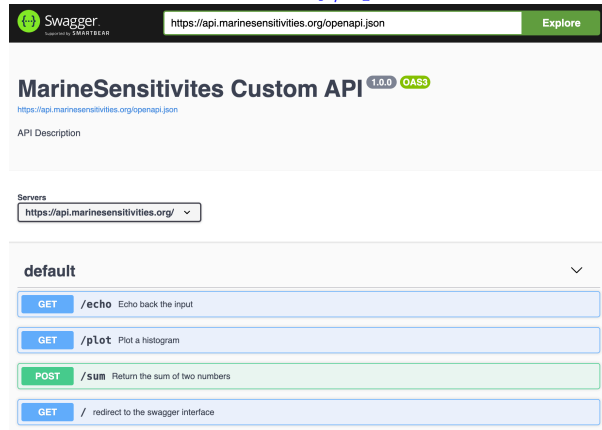 {···} Swagger.
Supported by SMARTBEAR
https://api.marinesensitivities.org/openapi.json
Explore
MarineSensitivites Custom API 1.0.0 OAS3
https://api.marinesensitivities.org/openapi.json
API Description
Servers
https://api.marinesensitivities.org/
default
GET /echo Echo back the input
GET /plot Plot a histogram
POST /sum Return the sum of two numbers
GET / redirect to the swagger interface